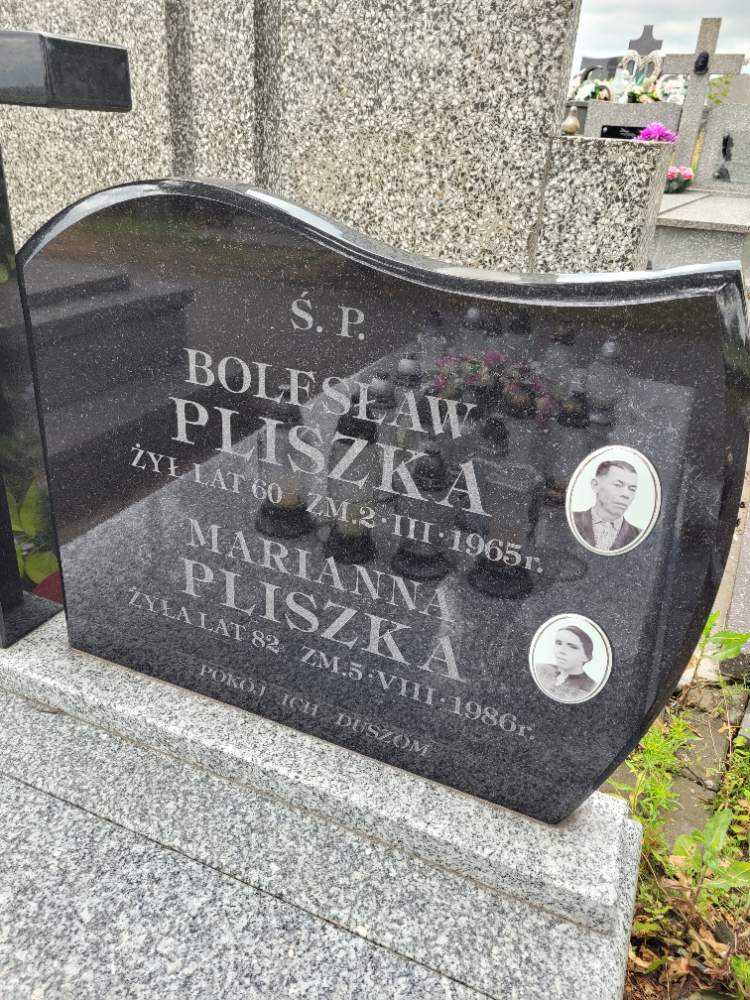 Ś. P.
BOLESŁAW
PLISZKA
ŻYŁ LAT 60 ZM.2·III·1965r.
MARIANNA
PLISZKA
ŻYŁA LAT 82 ZM.5·VIII·1986r.
POKÓJ ICH DUSZOM